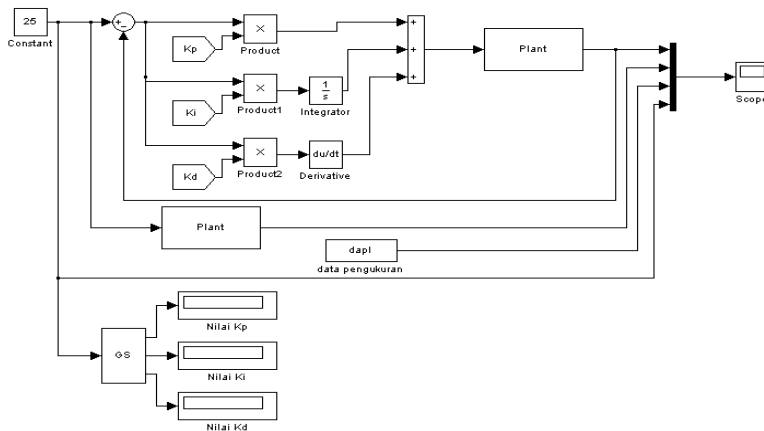 25
Constant
+
-
Kp
×
Product
Ki
×
Product1
1
s
Integrator
Kd
×
Product2
du/dt
Derivative
+
+
+
Plant
Scope
Plant
dapl
data pengukuran
GS
Nilai Kp
Nilai Ki
Nilai Kd